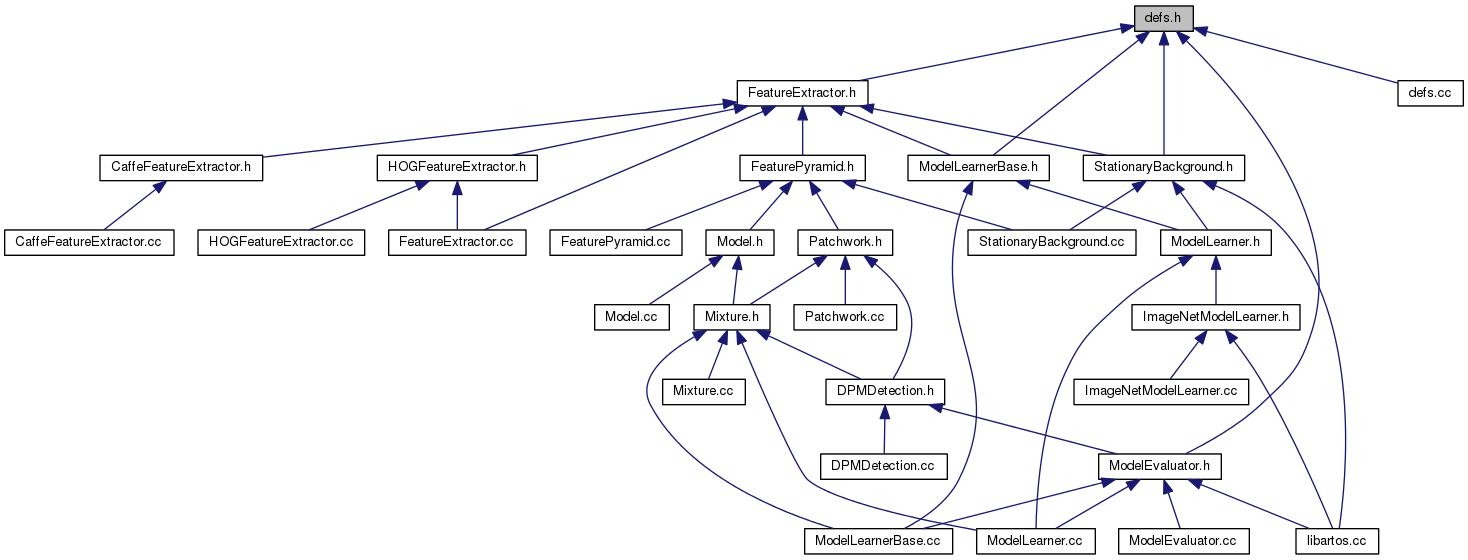 defs.h
FeatureExtractor.h
defs.cc
CaffeFeatureExtractor.h
HOGFeatureExtractor.h
FeaturePyramid.h
ModelLearnerBase.h
StationaryBackground.h
CaffeFeatureExtractor.cc
HOGFeatureExtractor.cc
FeatureExtractor.cc
FeaturePyramid.cc
Model.h
Patchwork.h
StationaryBackground.cc
ModelLearner.h
Model.cc
Mixture.h
Patchwork.cc
ImageNetModelLearner.h
Mixture.cc
DPMDetection.h
ImageNetModelLearner.cc
DPMDetection.cc
ModelEvaluator.h
ModelLearnerBase.cc
ModelLearner.cc
ModelEvaluator.cc
libartos.cc